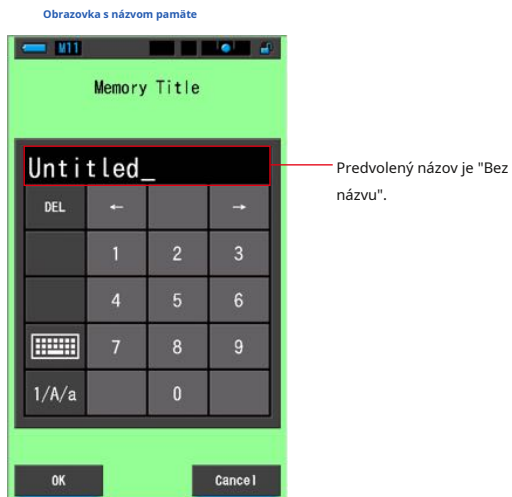 Obrazovka s názvom pamäte
M11
Memory Title
Untitled_
Predvolený názov je "Bez
názvu".
DEL ← →
1 2 3
4 5 6
7 8 9
1/A/a 0
OK Cancel